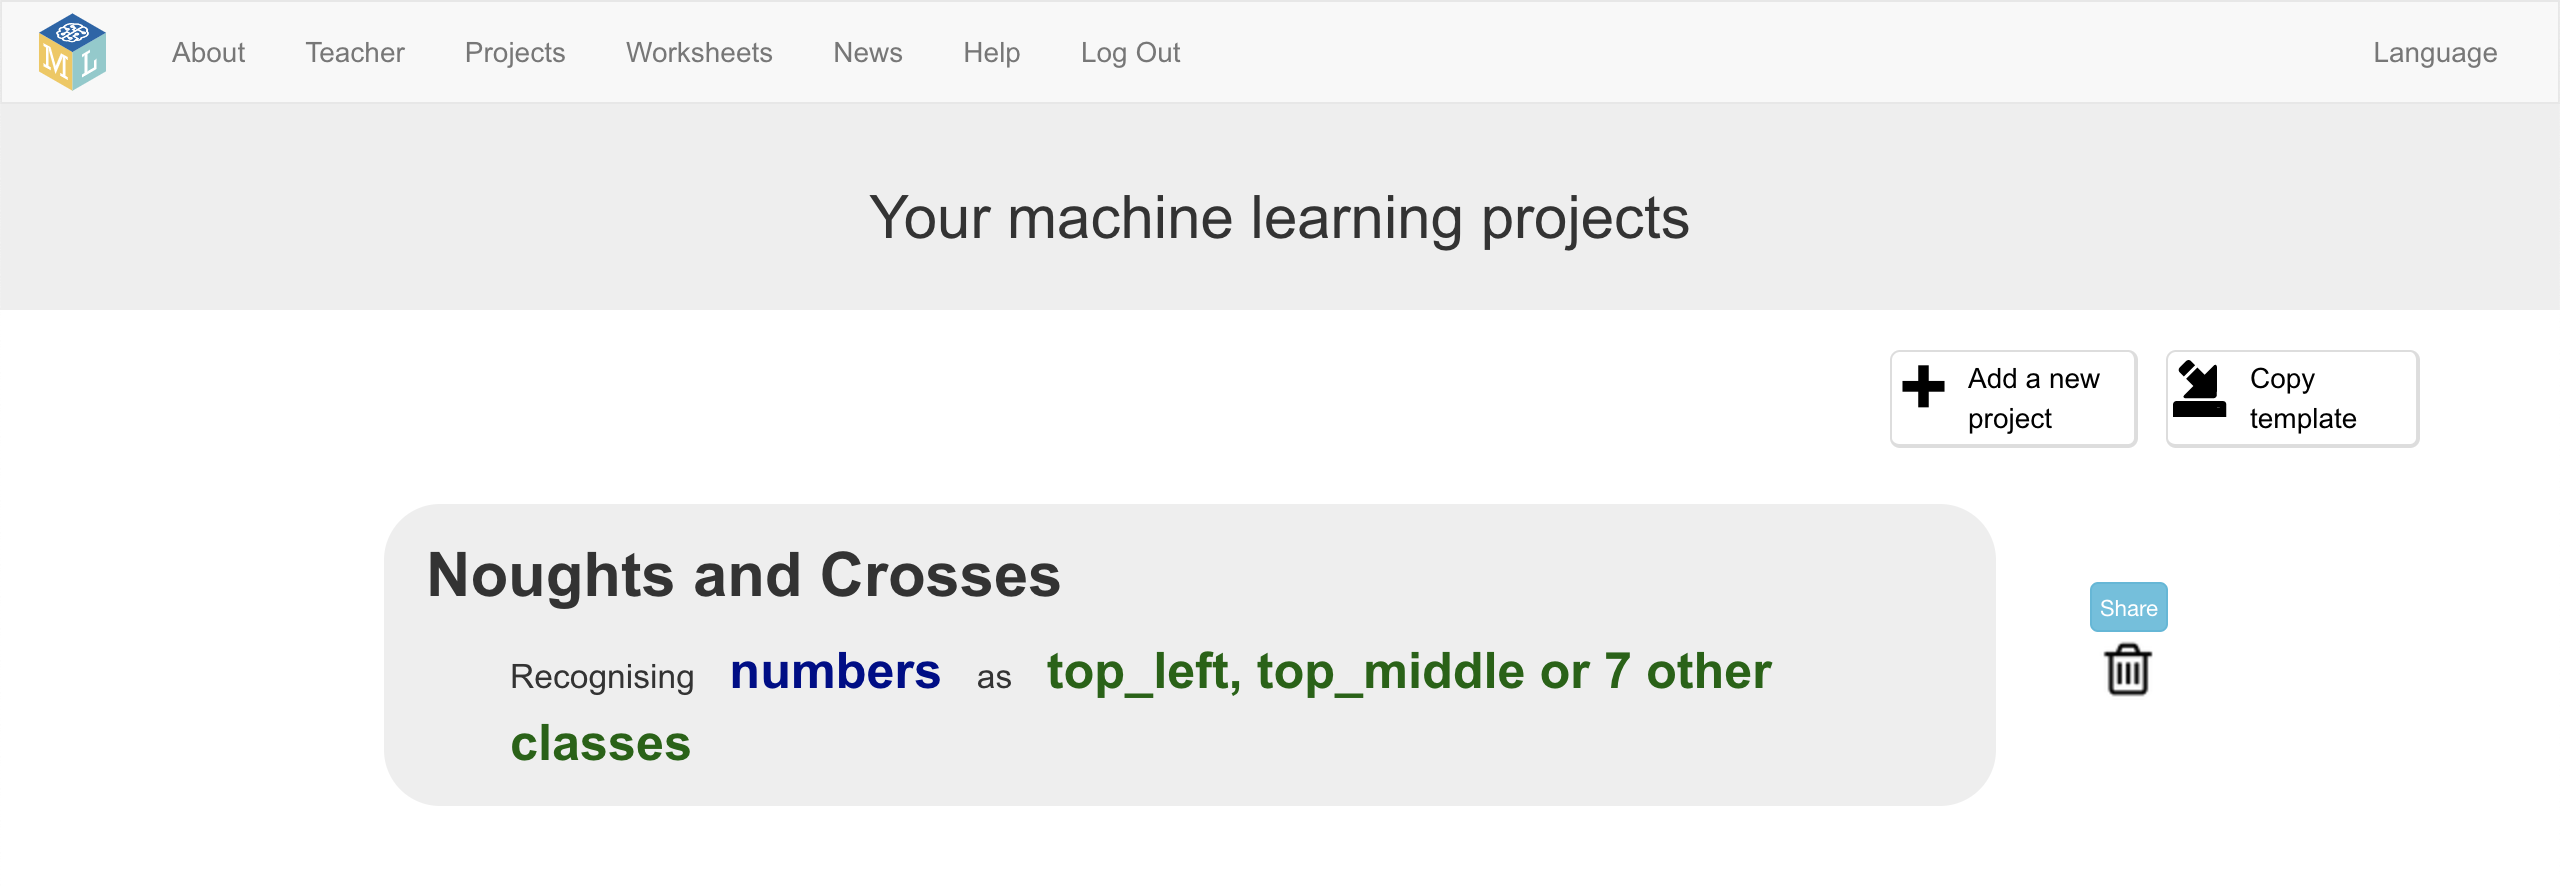 ML
About Teacher Projects Worksheets News Help Log Out Language
Your machine learning projects
Add a new
project
Copy
template
Noughts and Crosses
Share
Recognising numbers as top_left, top_middle or 7 other
classes